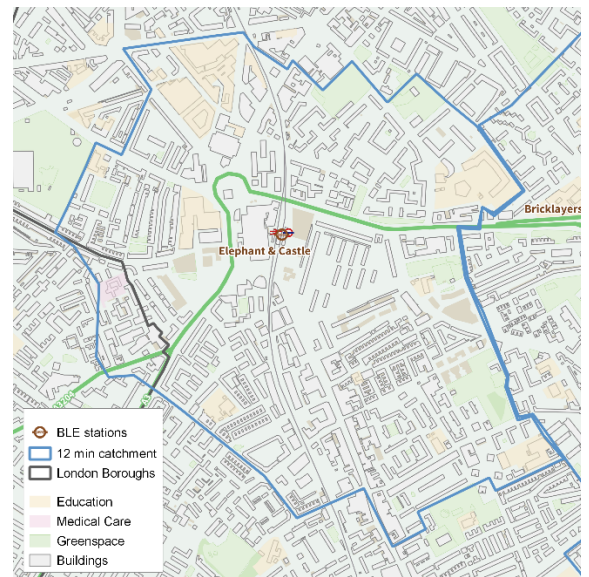 Bricklayers
Elephant & Castle
BLE stations
12 min catchment
London Boroughs
Education
Medical Care
Greenspace
Buildings